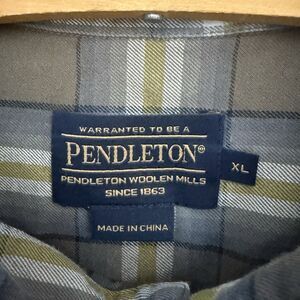 WARRANTED TO BE A
PENDLETON®
XL
PENDLETON WOOLEN MILLS
SINCE 1863
MADE IN CHINA